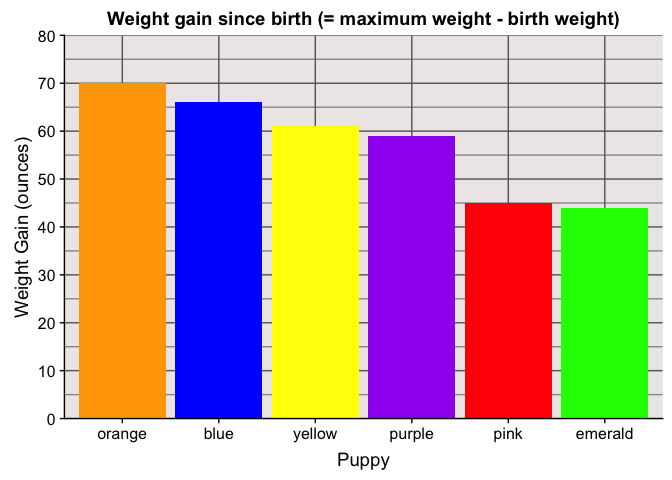 Weight gain since birth (= maximum weight - birth weight)
80
70
60
50
40
30
20
10
0
Weight Gain (ounces)
orange blue yellow purple pink emerald
Puppy